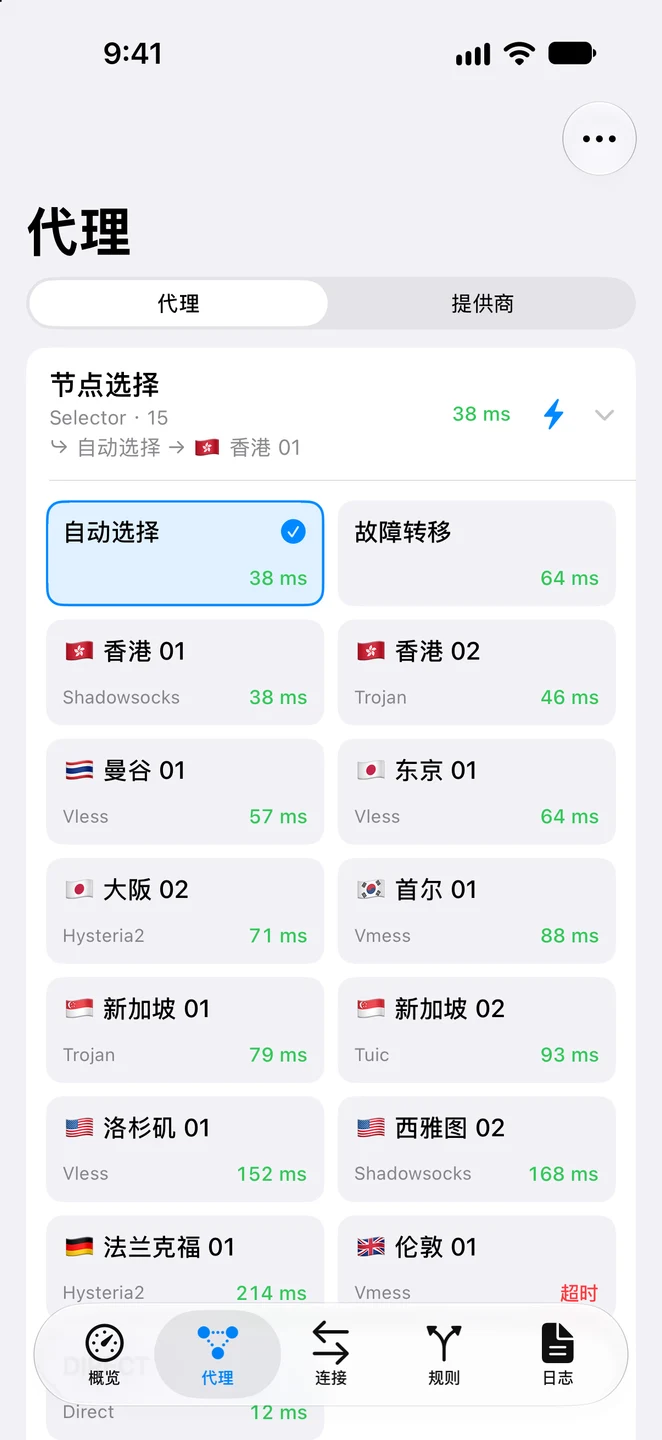 9:41
代理
代理
提供商
节点选择
Selector · 15
38 ms
↪ 自动选择 → 🇭🇰 香港 01
自动选择
38 ms
故障转移
64 ms
🇭🇰 香港 01
Shadowsocks
38 ms
🇭🇰 香港 02
Trojan
46 ms
🇹🇭 曼谷 01
Vless
57 ms
🇯🇵 东京 01
Vless
64 ms
🇯🇵 大阪 02
Hysteria2
71 ms
🇰🇷 首尔 01
Vmess
88 ms
🇸🇬 新加坡 01
Trojan
79 ms
🇸🇬 新加坡 02
Tuic
93 ms
🇺🇸 洛杉矶 01
Vless
152 ms
🇺🇸 西雅图 02
Shadowsocks
168 ms
🇩🇪 法兰克福 01
Hysteria2
214 ms
🇬🇧 伦敦 01
Vmess
超时
DIRECT
Direct
12 ms
概览
代理
连接
规则
日志